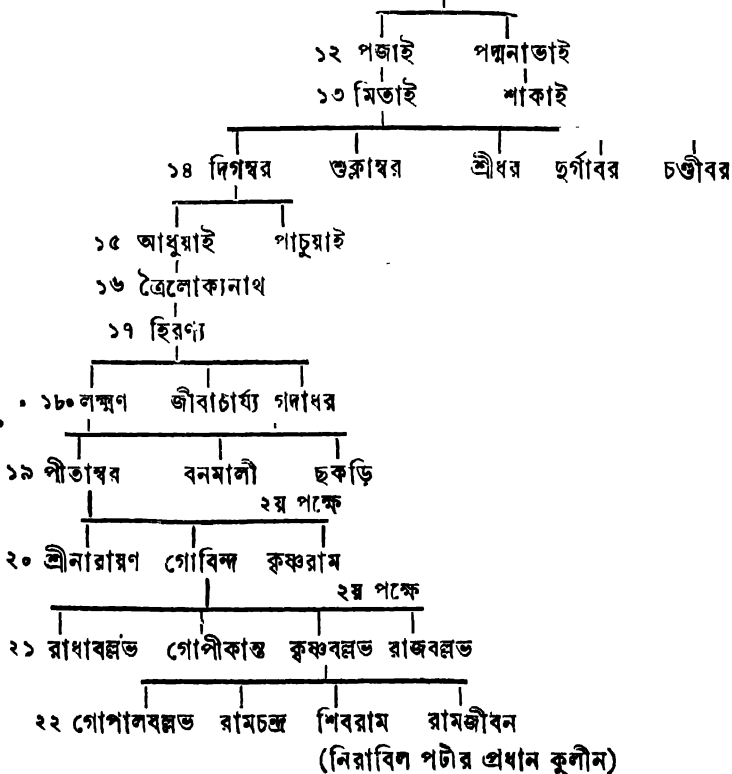 ১২ পজাই পদ্মনাভাই
১৩ মিতাই শাকাই
১৪ দিগম্বর শুক্লাম্বর শ্রীধর দুর্গাবর চণ্ডীবর
১৫ আধুয়াই পাচুয়াই
১৬ ত্রৈলোক্যনাথ
১৭ হিরণ্য
১৮ লক্ষ্মণ জীবাচার্য্য গদাধর
১৯ পীতাম্বর বনমালী ছকড়ি
২য় পক্ষে
২০ শ্রীনারায়ণ গোবিন্দ কৃষ্ণরাম
২য় পক্ষে
২১ রাধাবল্লভ গোপীকান্ত কৃষ্ণবল্লভ রাজবল্লভ
২২ গোপালবল্লভ রামচন্দ্র শিবরাম রামজীবন
(নিরাবিল পটীর প্রধান কুলীন)